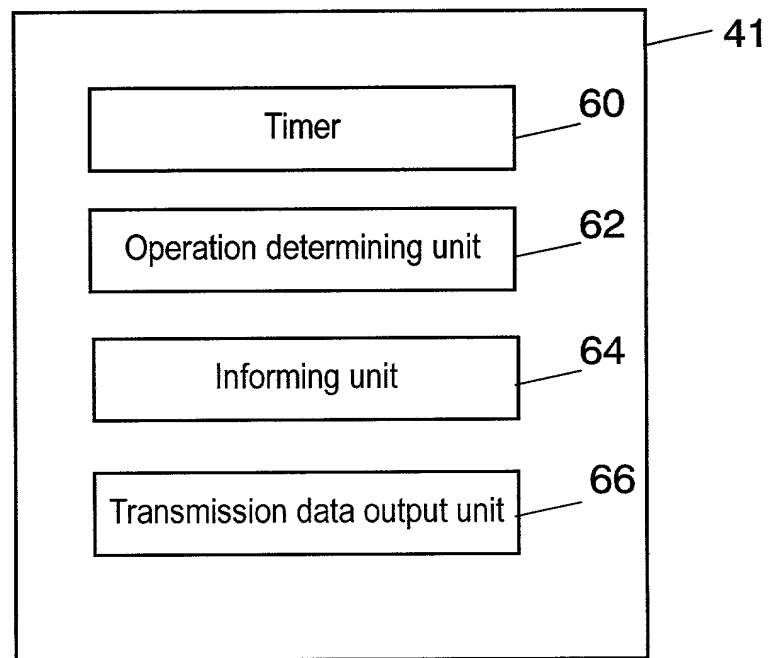 41
Timer
60
Operation determining unit
62
Informing unit
64
Transmission data output unit
66